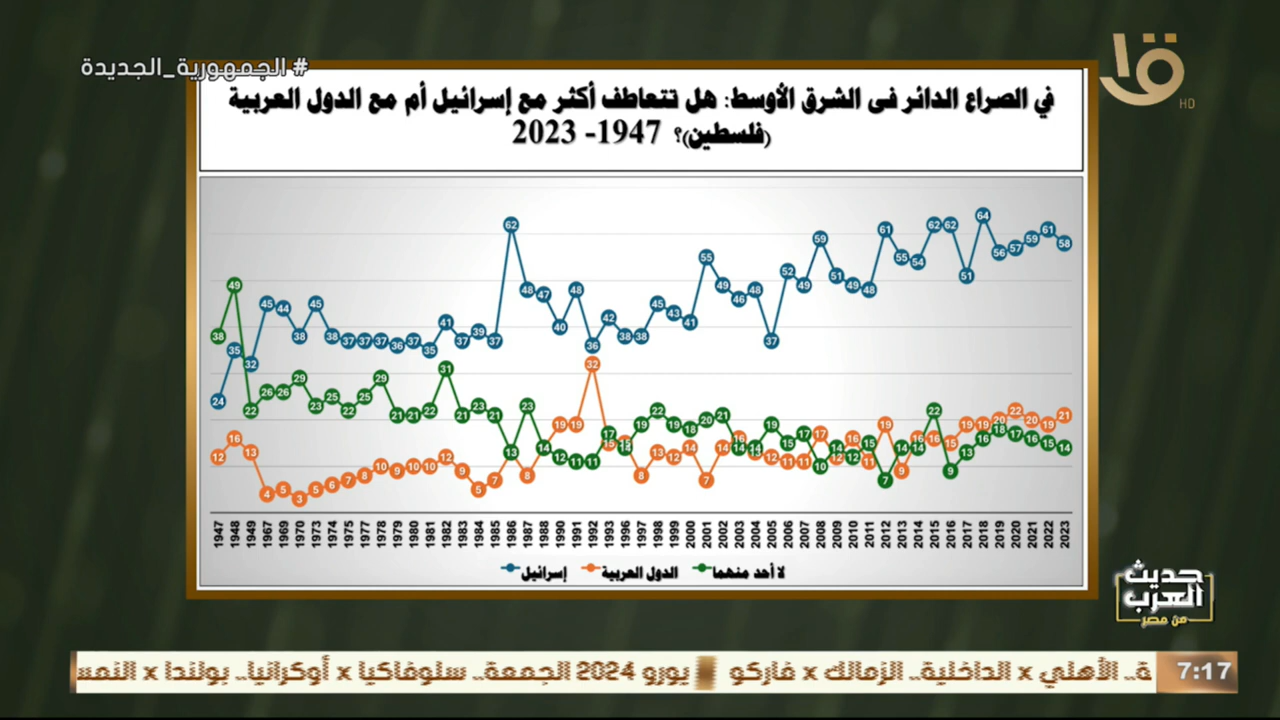 #الجمهورية_الجديدة
HD
في الصراع الدائر فى الشرق الأوسط: هل تتعاطف أكثر مع إسرائيل أم مع الدول العربية
(فلسطين)؟ 1947- 2023
24 35 32 45 44 38 45 38 37 37 37 36 37 35 41 37 39 37 62 48 47 40 48 36 42 38 38 45 43 41 55 49 46 48 37 52 49 59 51 49 48 61 55 54 62 62 51 64 56 57 59 61 58
38 49 22 26 26 29 23 25 22 25 29 21 21 22 31 21 23 21 13 23 14 12 11 11 17 14 19 22 19 18 20 21 14 14 19 15 17 10 14 12 15 7 14 14 22 9 13 16 18 17 16 15 14
12 16 13 4 5 3 5 6 7 8 10 9 10 10 12 9 5 7 8 19 19 32 15 15 8 13 12 14 7 14 16 13 12 11 11 17 12 16 11 19 9 16 16 15 19 19 20 22 20 19 21
1947 1948 1949 1967 1969 1970 1973 1974 1975 1977 1978 1979 1980 1981 1982 1983 1984 1985 1986 1987 1988 1990 1991 1992 1993 1996 1997 1998 1999 2000 2001 2002 2003 2004 2005 2006 2007 2008 2009 2010 2011 2012 2013 2014 2015 2016 2017 2018 2019 2020 2021 2022 2023
لا أحد منهما الدول العربية إسرائيل
حديث
العرب
من مصر
7:17 ة.. الأهلي x الداخلية.. الزمالك x فاركو يورو 2024 الجمعة.. سلوفاكيا x أوكرانيا.. بولندا x النمس